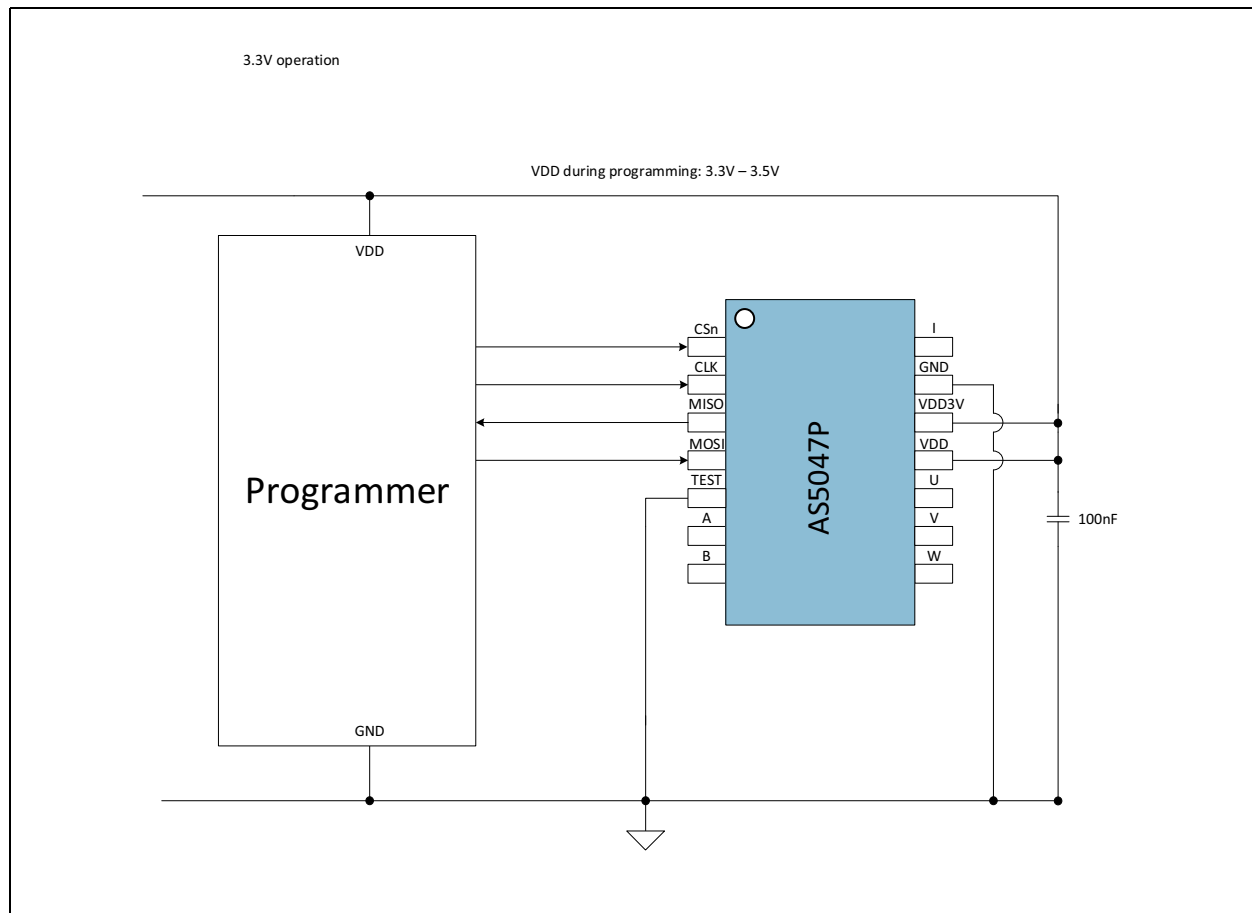 3.3V operation
VDD during programming: 3.3V – 3.5V
VDD
Programmer
GND
CSn
CLK
MISO
MOSI
TEST
A
B
AS5047P
I
GND
VDD3V
VDD
U
V
W
100nF